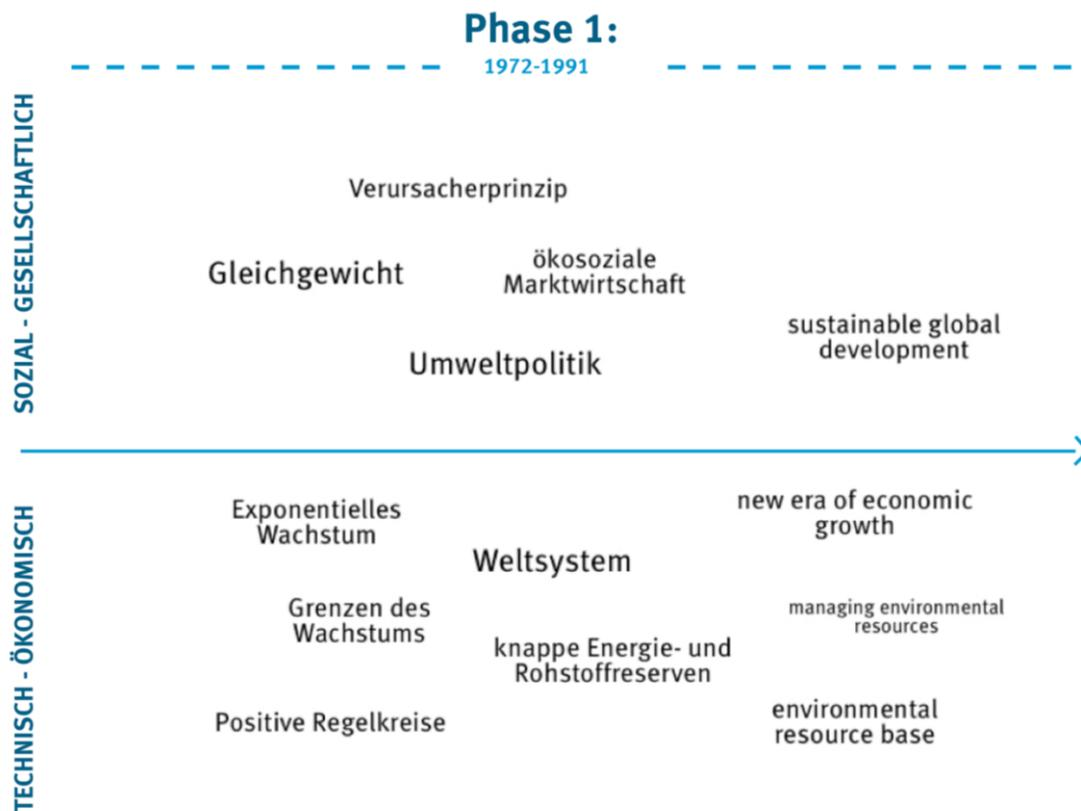 Phase 1:
1972-1991
SOZIAL - GESELLSCHAFTLICH
Verursacherprinzip
Gleichgewicht
ökosoziale
Marktwirtschaft
sustainable global
development
Umweltpolitik
TECHNISCH - ÖKONOMISCH
Exponentielles
Wachstum
new era of economic
growth
Weltsystem
Grenzen des
Wachstums
managing environmental
resources
knappe Energie- und
Rohstoffreserven
Positive Regelkreise
environmental
resource base